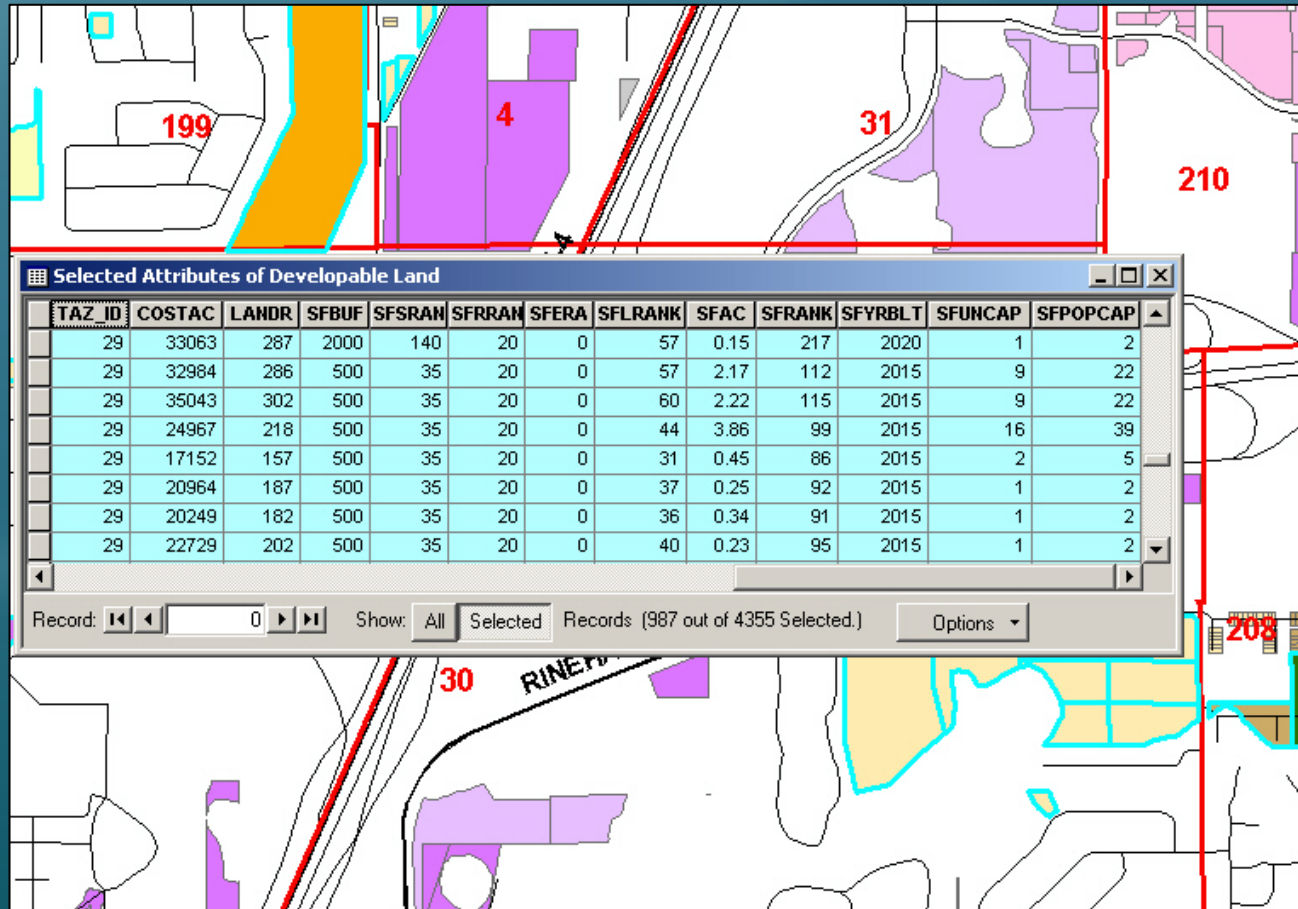 199
4
31
210
Selected Attributes of Developable Land
TAZ_ID COSTAC LANDR SFBUF SFSRAN SFRRAN SFERA SFLRANK SFAC SFRANK SFYRBLT SFUNCAP SFPOPCAP
29 33063 287 2000 140 20 0 57 0.15 217 2020 1 2
29 32984 286 500 35 20 0 57 2.17 112 2015 9 22
29 35043 302 500 35 20 0 60 2.22 115 2015 9 22
29 24967 218 500 35 20 0 44 3.86 99 2015 16 39
29 17152 157 500 35 20 0 31 0.45 86 2015 2 5
29 20964 187 500 35 20 0 37 0.25 92 2015 1 2
29 20249 182 500 35 20 0 36 0.34 91 2015 1 2
29 22729 202 500 35 20 0 40 0.23 95 2015 1 2
Record: 0 Show: All Selected Records (987 out of 4355 Selected.) Options
208
30